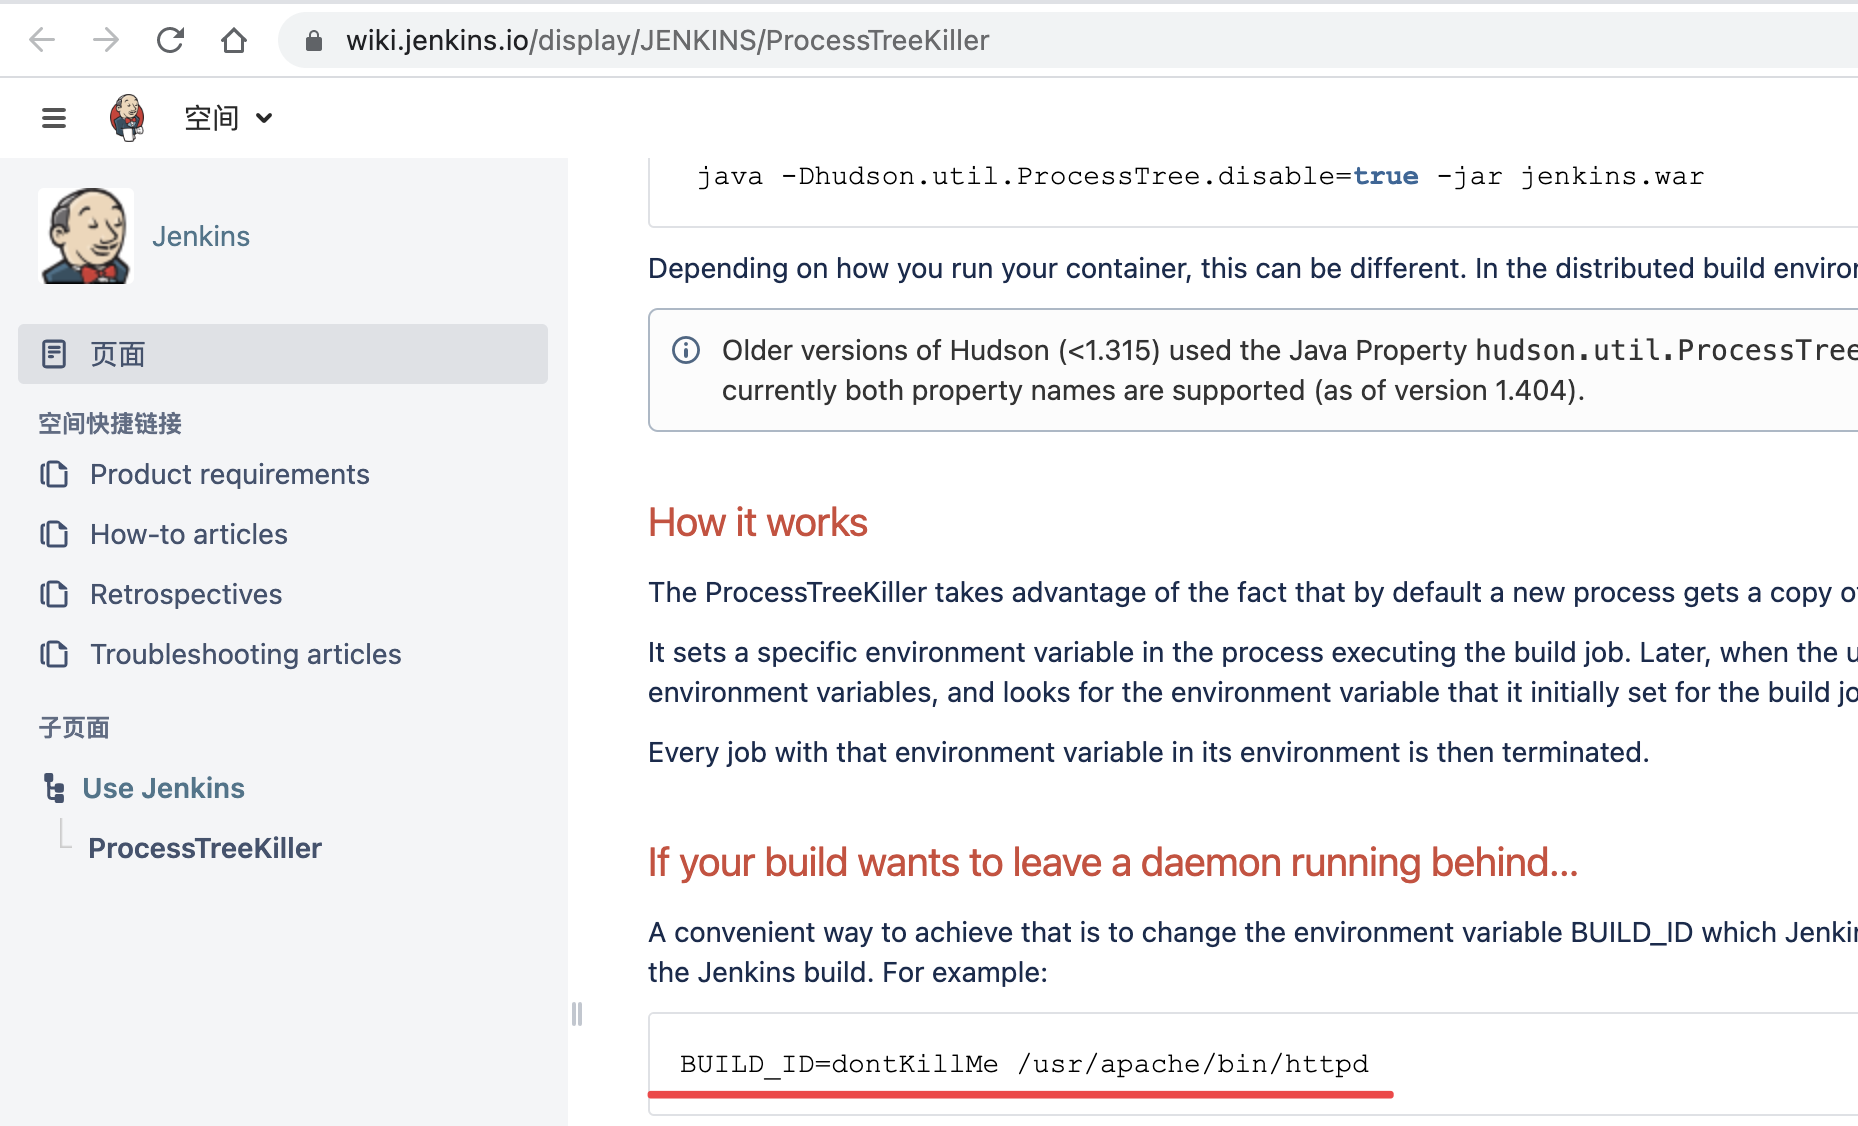 wiki.jenkins.io/display/JENKINS/ProcessTreeKiller
空间
Jenkins
页面
空间快捷链接
Product requirements
How-to articles
Retrospectives
Troubleshooting articles
子页面
Use Jenkins
ProcessTreeKiller
java -Dhudson.util.ProcessTree.disable=true -jar jenkins.war
Depending on how you run your container, this can be different. In the distributed build
Older versions of Hudson (<1.315) used the Java Property hudson.util.ProcessTree
currently both property names are supported (as of version 1.404).
How it works
The ProcessTreeKiller takes advantage of the fact that by default a new process gets a copy
It sets a specific environment variable in the process executing the build job. Later, when the
environment variables, and looks for the environment variable that it initially set for the build
Every job with that environment variable in its environment is then terminated.
If your build wants to leave a daemon running behind...
A convenient way to achieve that is to change the environment variable BUILD_ID which
the Jenkins build. For example:
BUILD_ID=dontKillMe /usr/apache/bin/httpd